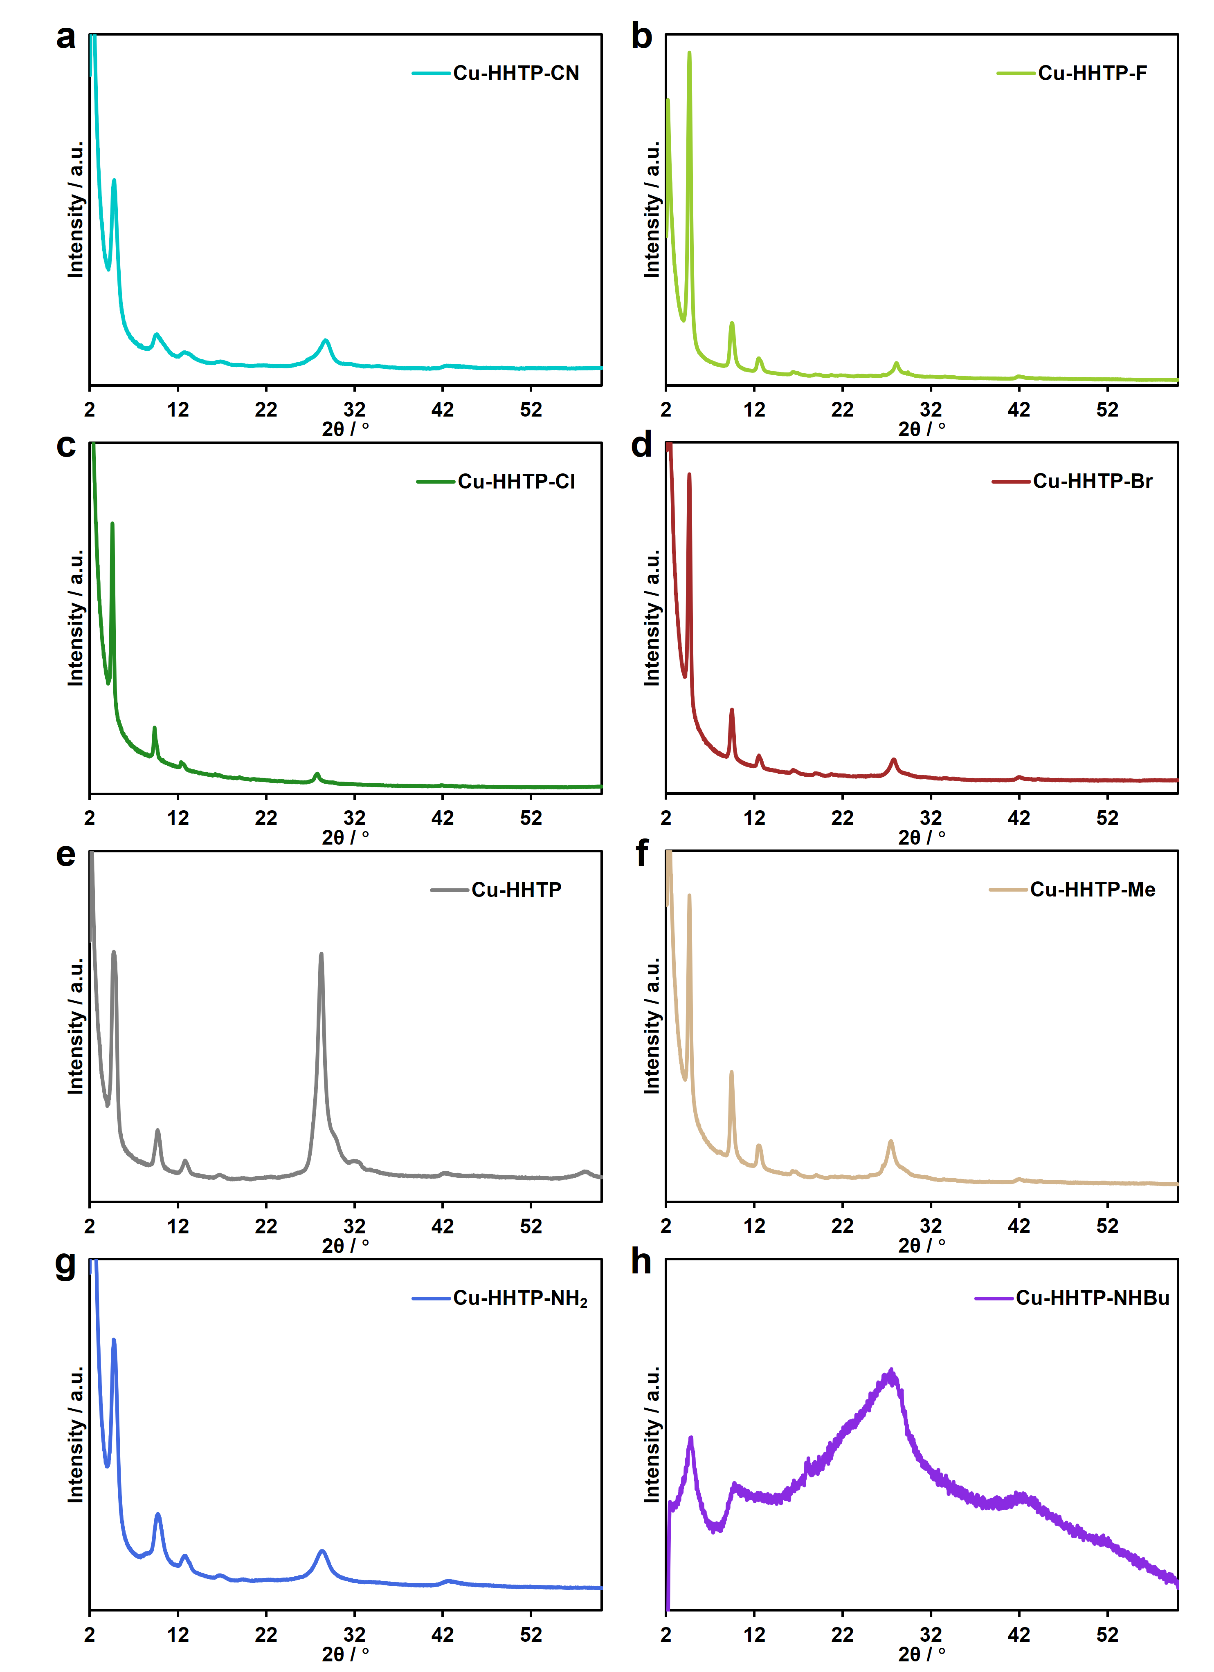 a
Cu-HHTP-CN
Intensity / a.u.
2 12 22 32 42 52
2θ / °
b
Cu-HHTP-F
Intensity / a.u.
2 12 22 32 42 52
2θ / °
c
Cu-HHTP-Cl
Intensity / a.u.
2 12 22 32 42 52
2θ / °
d
Cu-HHTP-Br
Intensity / a.u.
2 12 22 32 42 52
2θ / °
e
Cu-HHTP
Intensity / a.u.
2 12 22 32 42 52
2θ / °
f
Cu-HHTP-Me
Intensity / a.u.
2 12 22 32 42 52
2θ / °
g
Cu-HHTP-NH₂
Intensity / a.u.
2 12 22 32 42 52
2θ / °
h
Cu-HHTP-NHBu
Intensity / a.u.
2 12 22 32 42 52
2θ / °